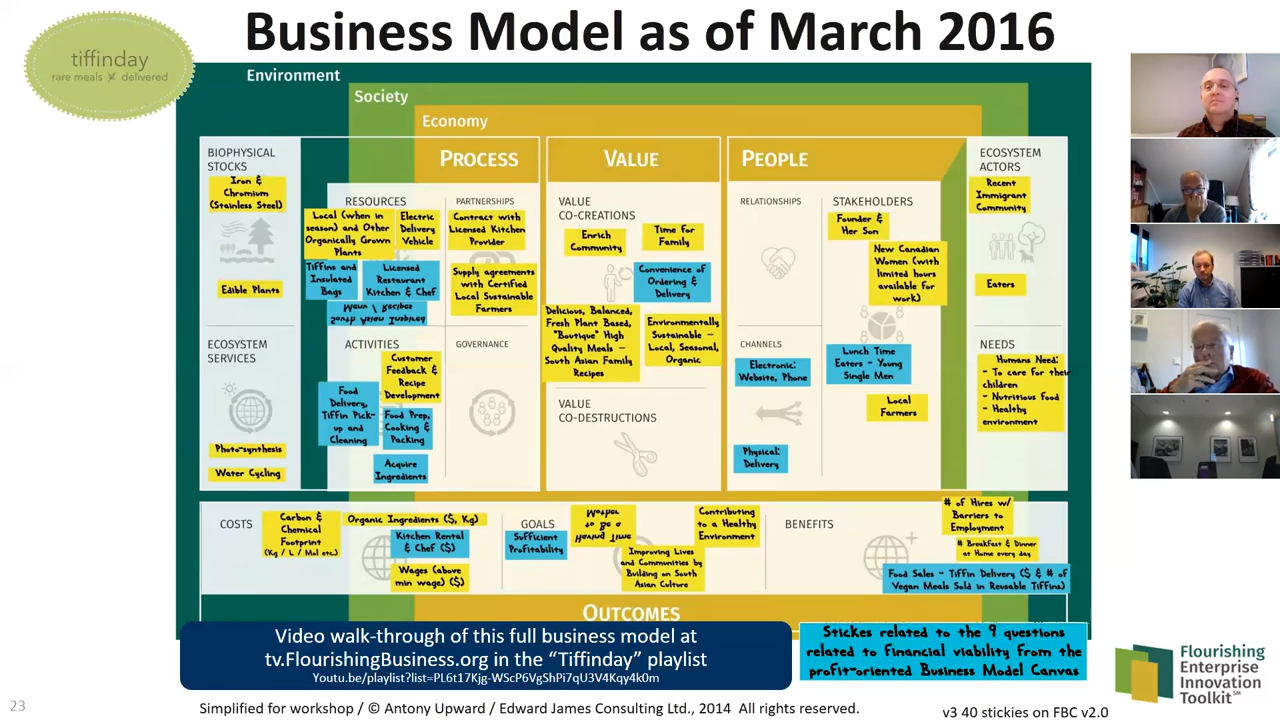 Business Model as of March 2016
tiffinday
rare meals delivered
Environment
Society
Economy
BIOPHYSICAL
STOCKS
Iron &
Chromium
(Stainless Steel)
Edible Plants
ECOSYSTEM
SERVICES
Photo-synthesis
Water Cycling
PROCESS
RESOURCES
Local (when in
season) and Other
Organically Grown
Plants
Electric
Delivery
Vehicle
Tiffins and
Insulated
Bags
Licensed
Restaurant
Kitchen & Chef
PARTNERSHIPS
Contract with
Licensed Kitchen
Provider
Supply agreements
with Certified
Local Sustainable
Farmers
ACTIVITIES
Customer
Feedback &
Recipe
Development
Food
Delivery,
Tiffin Pick-
up and
Cleaning
Food Prep,
Cooking &
Packing
Acquire
Ingredients
GOVERNANCE
VALUE
VALUE
CO-CREATIONS
Enrich
Community
Time for
Family
Convenience of
Ordering &
Delivery
Delicious, Balanced,
Fresh Plant Based,
"Boutique" High
Quality Meals –
South Asian Family
Recipes
Environmentally
Sustainable –
Local, Seasonal,
Organic
VALUE
CO-DESTRUCTIONS
PEOPLE
RELATIONSHIPS
STAKEHOLDERS
Founder &
Her Son
New Canadian
Women (with
limited hours
available for
work)
CHANNELS
Electronic:
Website, Phone
Physical:
Delivery
Lunch Time
Eaters – Young
Single Men
Local
Farmers
ECOSYSTEM
ACTORS
Recent
Immigrant
Community
Eaters
NEEDS
Humans Need:
- To care for their
children
- Nutritious food
- Healthy
environment
COSTS
Carbon &
Chemical
Footprint
(Kg / L / Mol etc.)
Organic Ingredients ($, Kg)
Kitchen Rental
& Chef ($)
Wages (above
min wage) ($)
GOALS
Sufficient
Profitability
Mother
to be a
Contributing
to a Healthy
Environment
Improving Lives
and Communities by
Building on South
Asian Culture
BENEFITS
# of Hires w/
Barriers to
Employment
# Breakfast & Dinner
at Home every day
Food Sales – Tiffin Delivery ($ & # of
Vegan Meals Sold in Reusable Tiffins)
OUTCOMES
Video walk-through of this full business model at
tv.FlourishingBusiness.org in the “Tiffinday” playlist
Youtu.be/playlist?list=PL6t17Kjg-WScP6VgShPi7qU3V4Kqy4k0m
Stickes related to the 9 questions
related to financial viability from the
profit-oriented Business Model Canvas
Flourishing
Enterprise
Innovation
Toolkit℠
23
Simplified for workshop / © Antony Upward / Edward James Consulting Ltd., 2014 All rights reserved.
v3 40 stickies on FBC v2.0